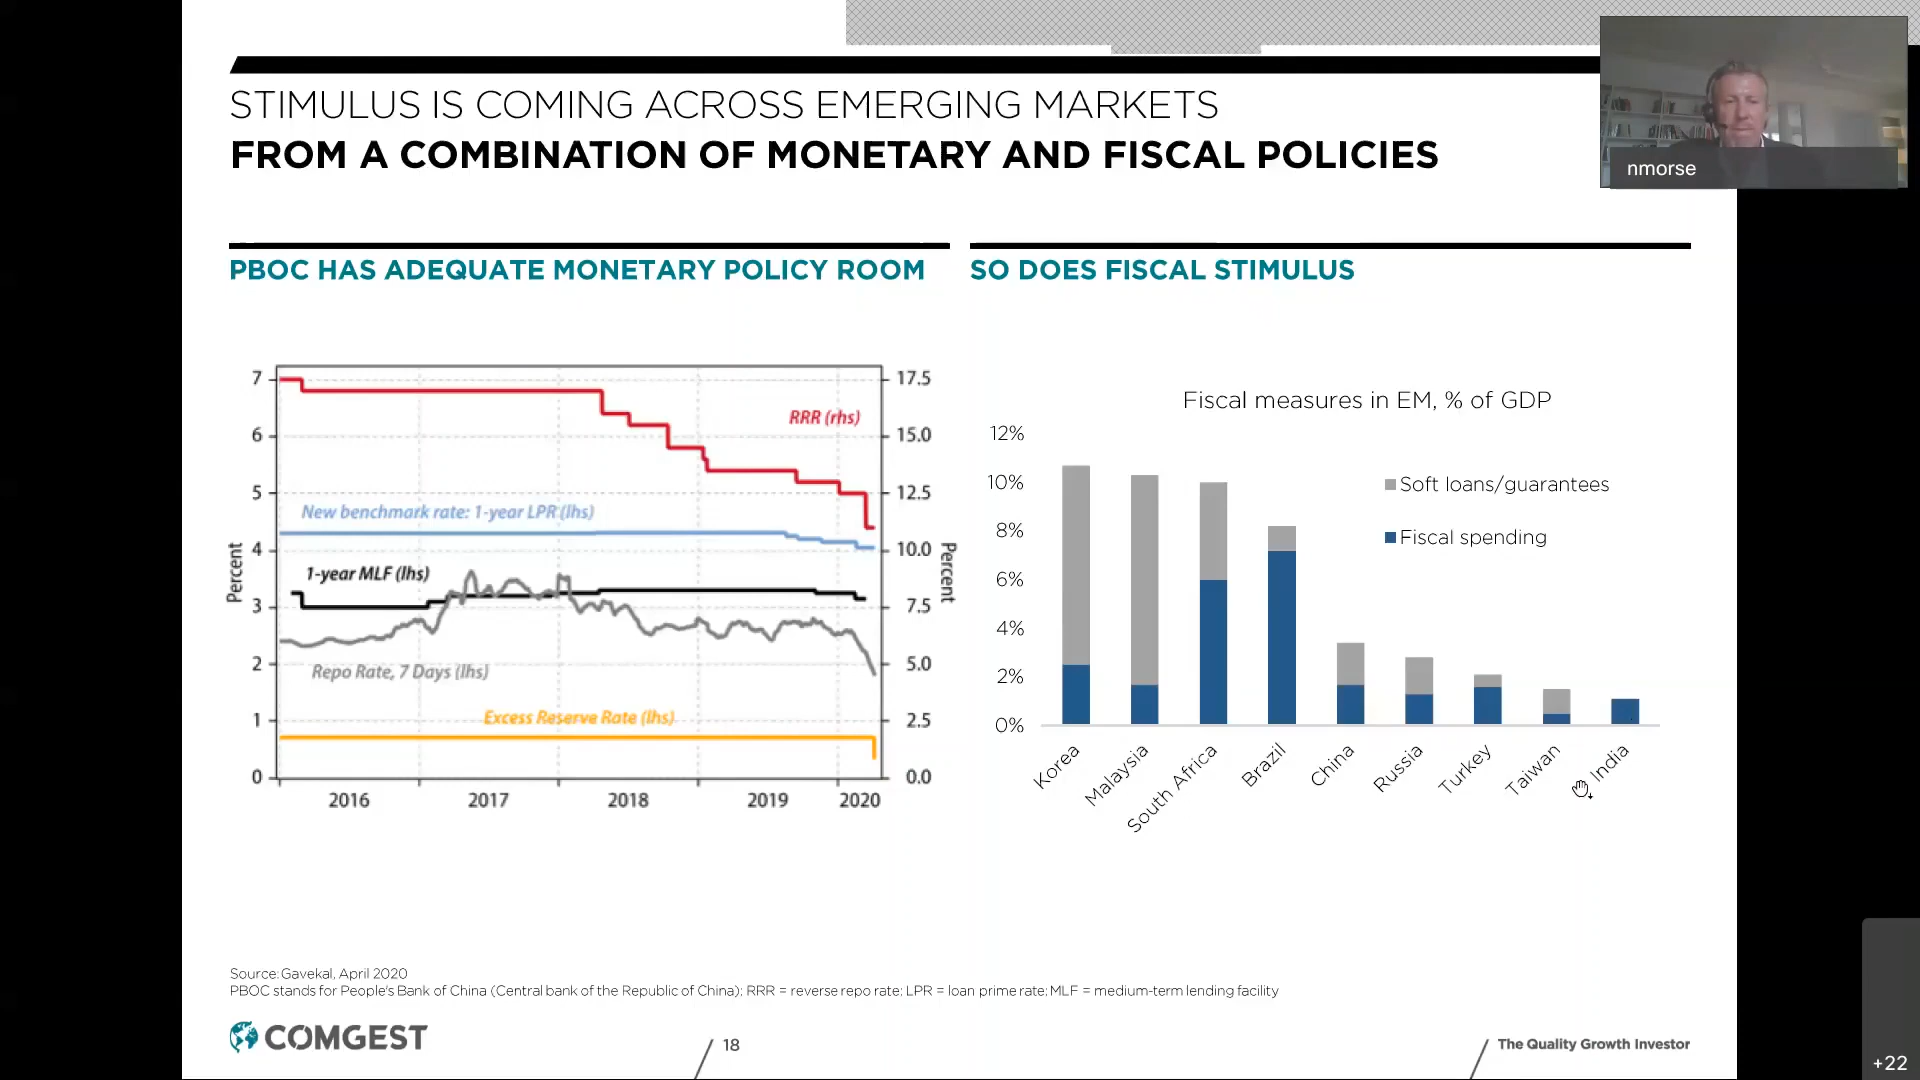 STIMULUS IS COMING ACROSS EMERGING MARKETS
FROM A COMBINATION OF MONETARY AND FISCAL POLICIES
nmorse
PBOC HAS ADEQUATE MONETARY POLICY ROOM
SO DOES FISCAL STIMULUS
7
6
5
4
3
2
1
0
Percent
17.5
15.0
12.5
10.0
7.5
5.0
2.5
0.0
Percent
RRR (rhs)
New benchmark rate: 1-year LPR (lhs)
1-year MLF (lhs)
Repo Rate, 7 Days (lhs)
Excess Reserve Rate (lhs)
2016 2017 2018 2019 2020
Fiscal measures in EM, % of GDP
12%
10%
8%
6%
4%
2%
0%
Soft loans/guarantees
Fiscal spending
Korea Malaysia South Africa Brazil China Russia Turkey Taiwan India
Source: Gavekal, April 2020
PBOC stands for People's Bank of China (Central bank of the Republic of China); RRR = reverse repo rate; LPR = loan prime rate; MLF = medium-term lending facility
COMGEST
18
The Quality Growth Investor
+22